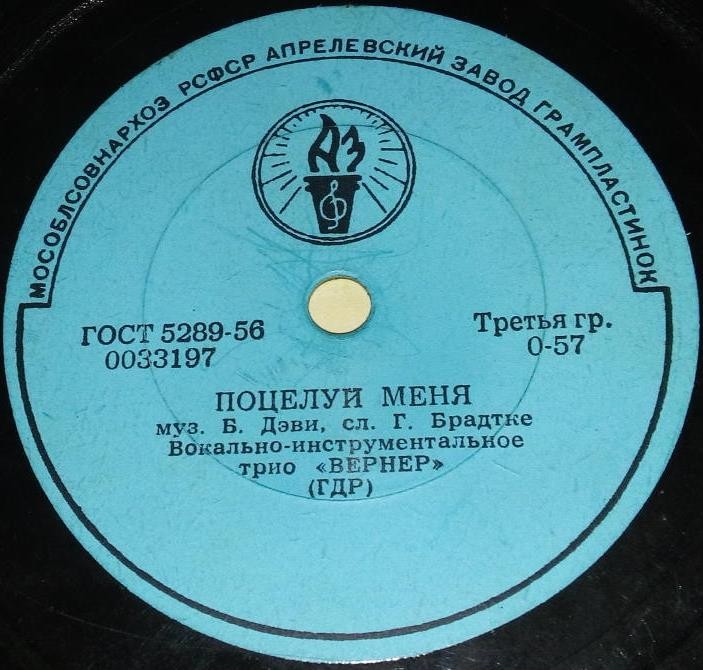 МОСОБЛСОВНАРХОЗ РСФСР АПРЕЛЕВСКИЙ ЗАВОД ГРАМПЛАСТИНОК
АЗ
ГОСТ 5289-56
0033197
Третья гр.
0-57
ПОЦЕЛУЙ МЕНЯ
муз. Б. Дэви, сл. Г. Брадтке
Вокально-инструментальное
трио «ВЕРНЕР»
(ГДР)